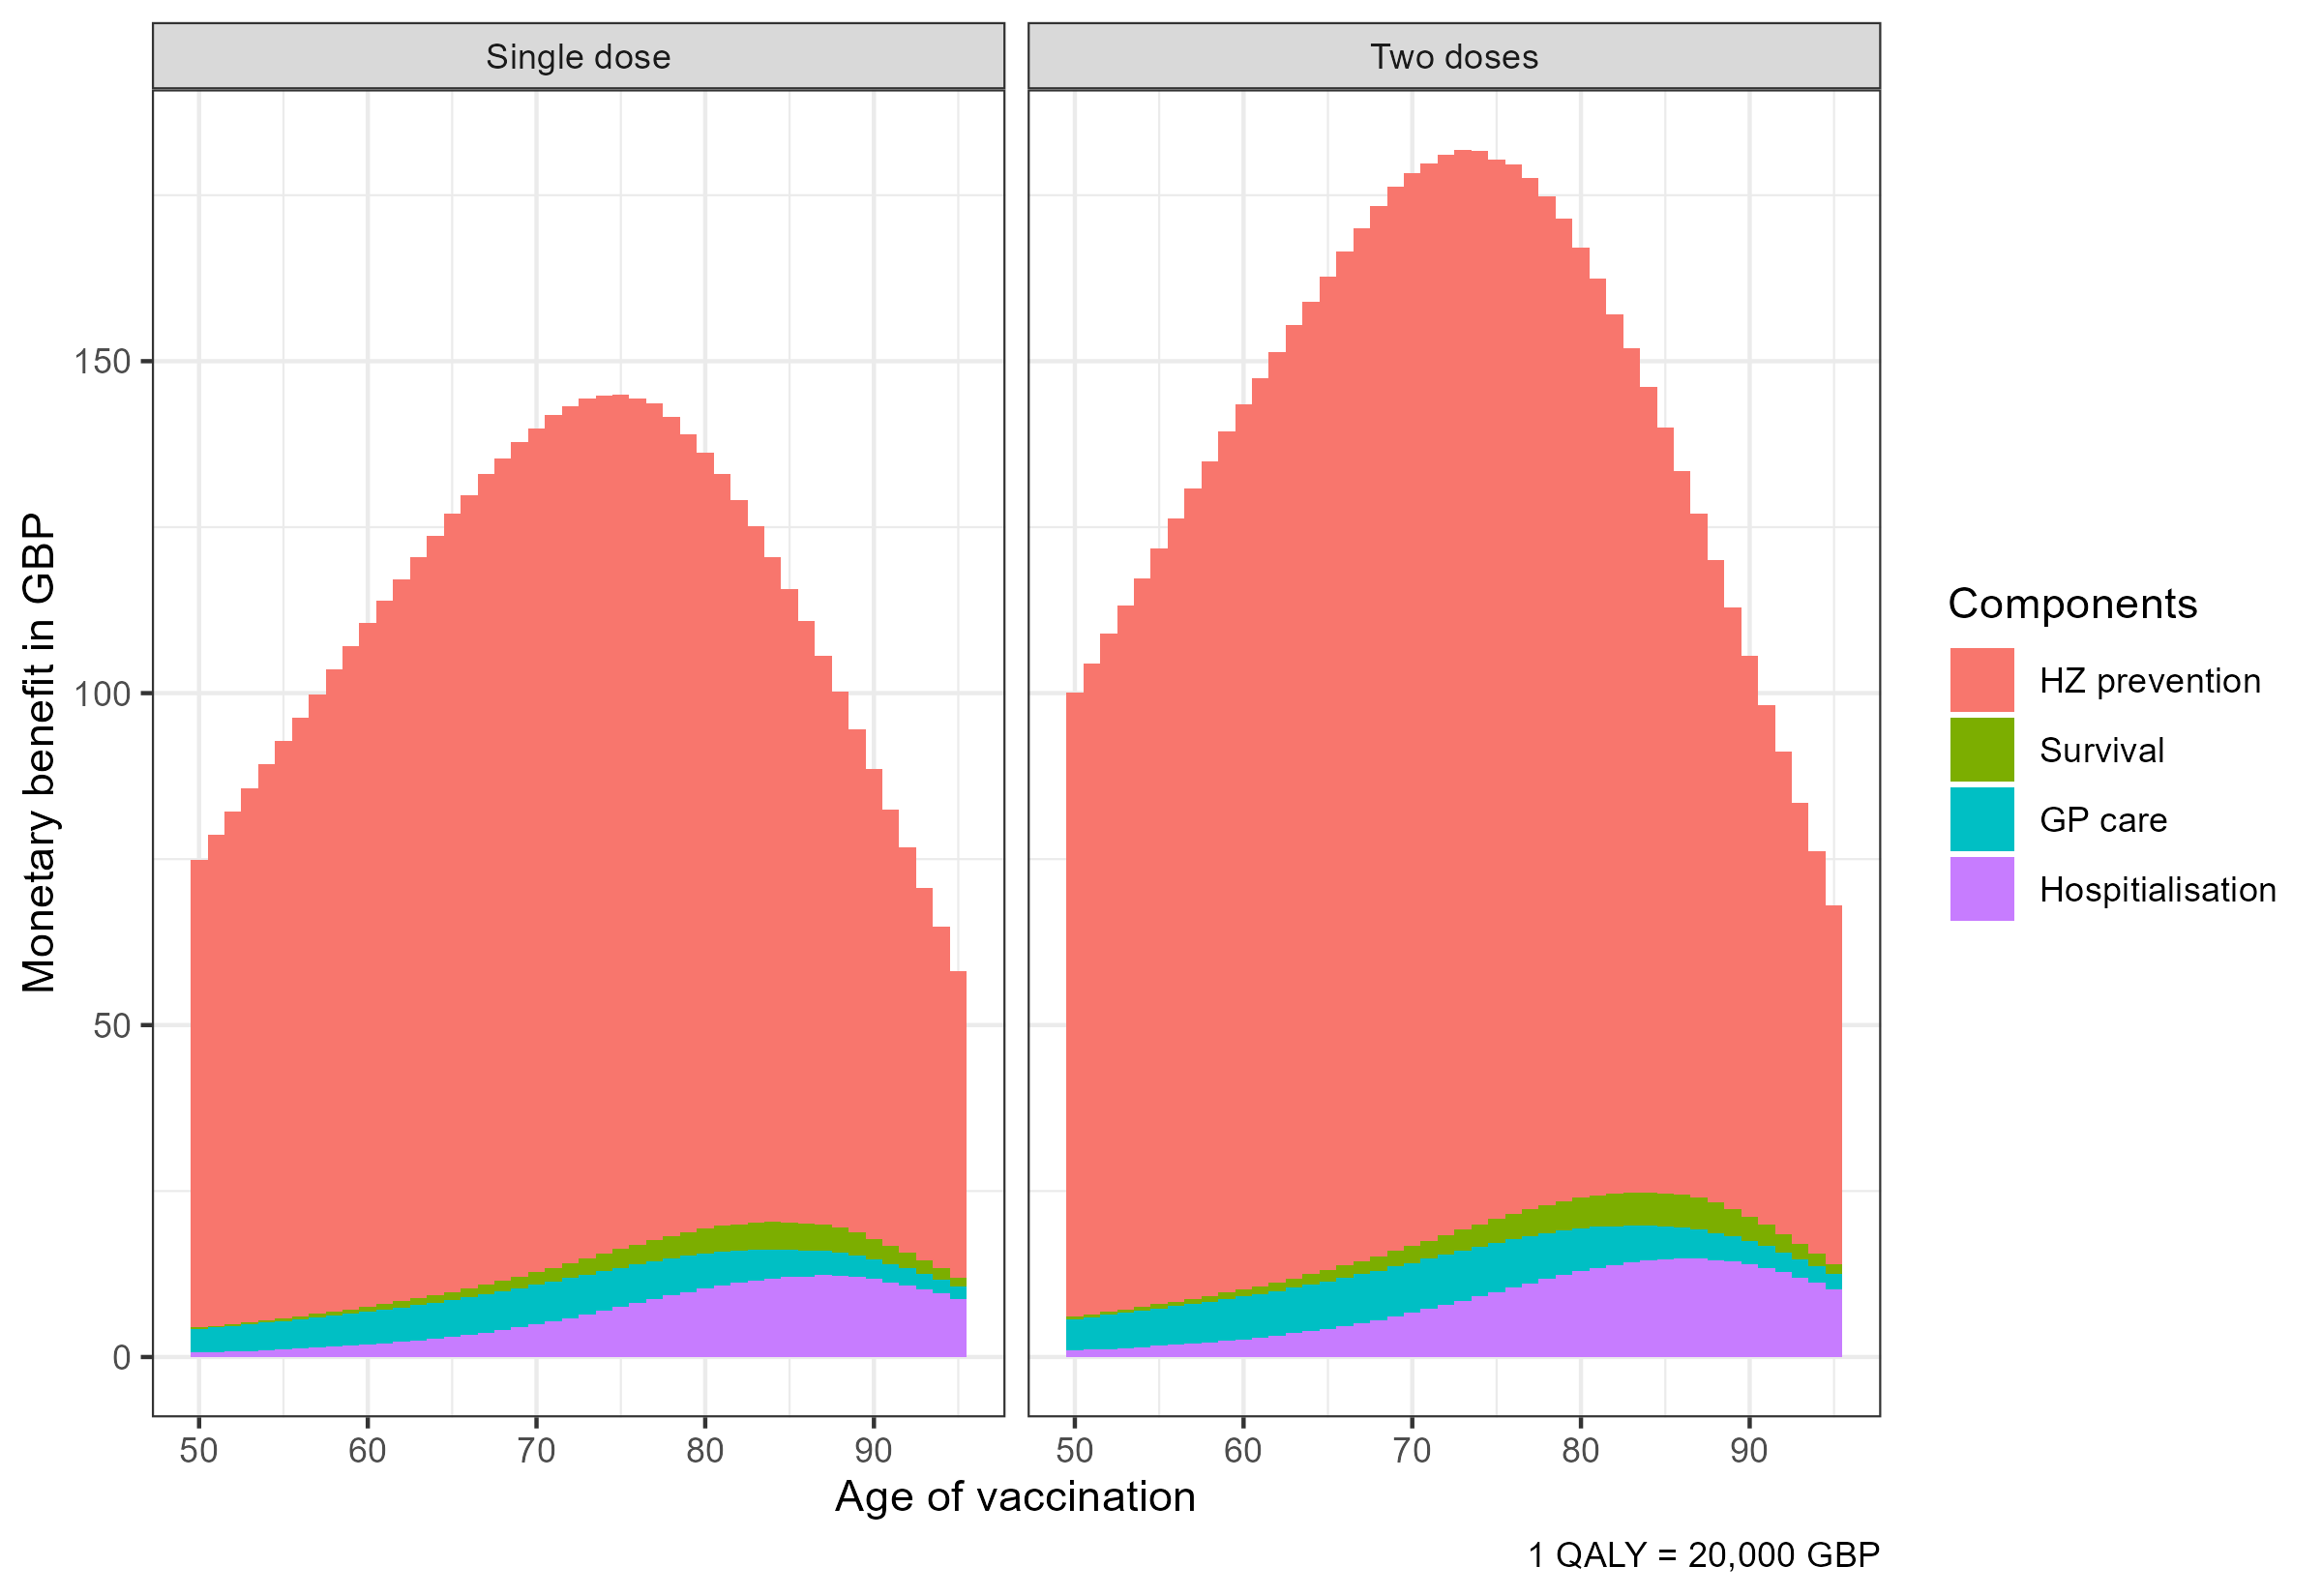 Single dose
Two doses
Monetary benefit in GBP
150
100
50
0
50 60 70 80 90
50 60 70 80 90
Age of vaccination
1 QALY = 20,000 GBP
Components
HZ prevention
Survival
GP care
Hospitialisation